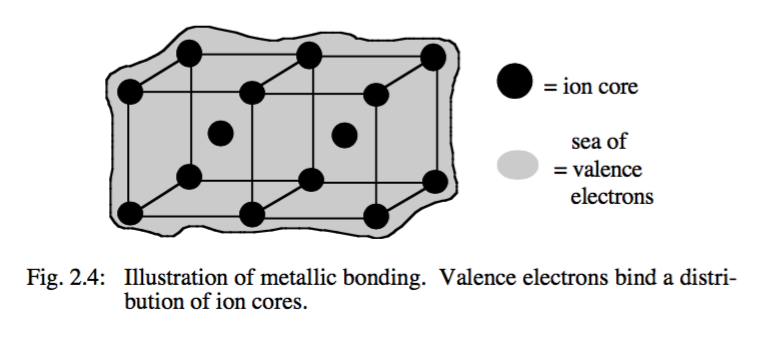 = ion core
sea of
= valence
electrons
Fig. 2.4: Illustration of metallic bonding. Valence electrons bind a distri-
bution of ion cores.